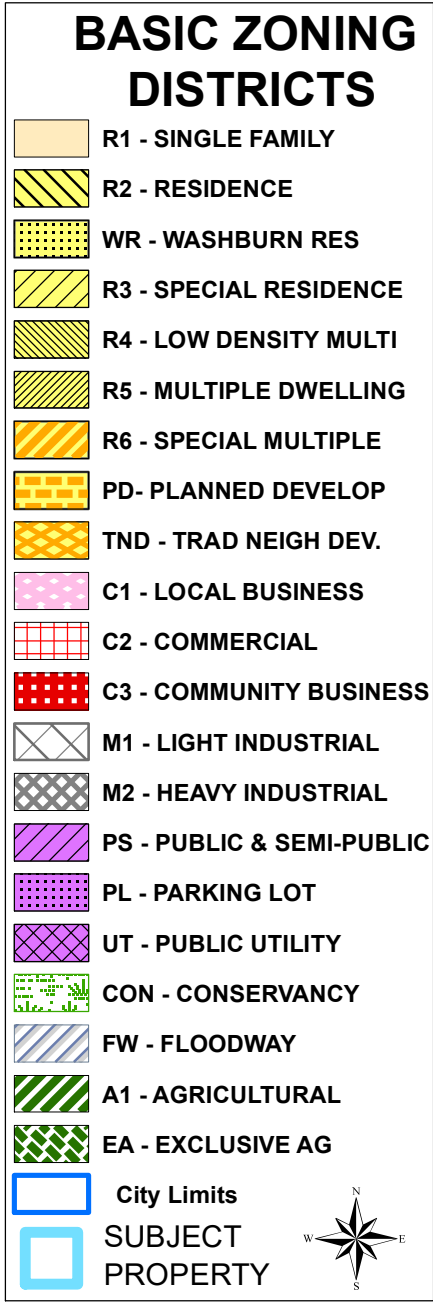 BASIC ZONING
DISTRICTS
R1 - SINGLE FAMILY
R2 - RESIDENCE
WR - WASHBURN RES
R3 - SPECIAL RESIDENCE
R4 - LOW DENSITY MULTI
R5 - MULTIPLE DWELLING
R6 - SPECIAL MULTIPLE
PD- PLANNED DEVELOP
TND - TRAD NEIGH DEV.
C1 - LOCAL BUSINESS
C2 - COMMERCIAL
C3 - COMMUNITY BUSINESS
M1 - LIGHT INDUSTRIAL
M2 - HEAVY INDUSTRIAL
PS - PUBLIC & SEMI-PUBLIC
PL - PARKING LOT
UT - PUBLIC UTILITY
CON - CONSERVANCY
FW - FLOODWAY
A1 - AGRICULTURAL
EA - EXCLUSIVE AG
City Limits
SUBJECT
PROPERTY
N
W E
S